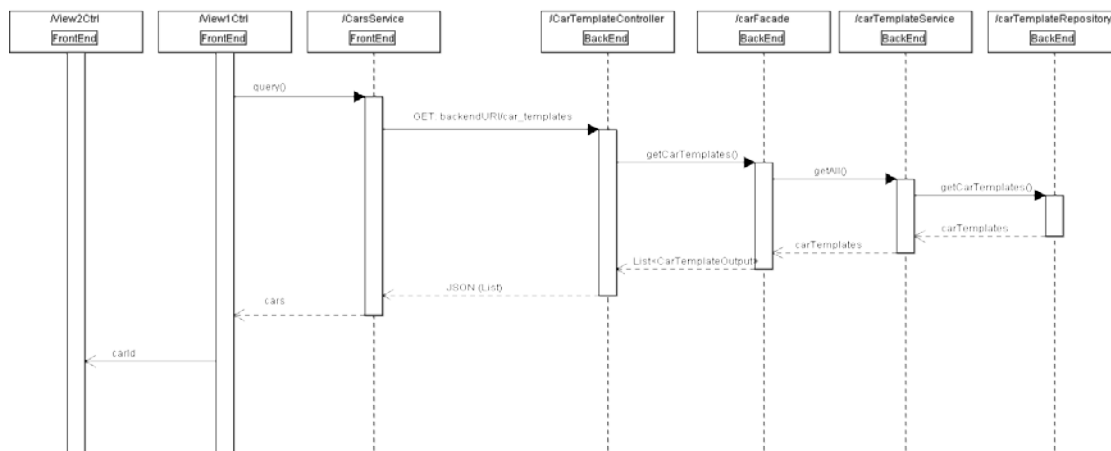 /View2Ctrl
FrontEnd
/View1Ctrl
FrontEnd
/CarsService
FrontEnd
/CarTemplateController
BackEnd
/carFacade
BackEnd
/carTemplateService
BackEnd
/carTemplateRepository
BackEnd
query()
GET: backendURI/car_templates
getCarTemplates()
getAll()
getCarTemplates()
carTemplates
carTemplates
List<CarTemplateOutput>
JSON (List)
cars
carId